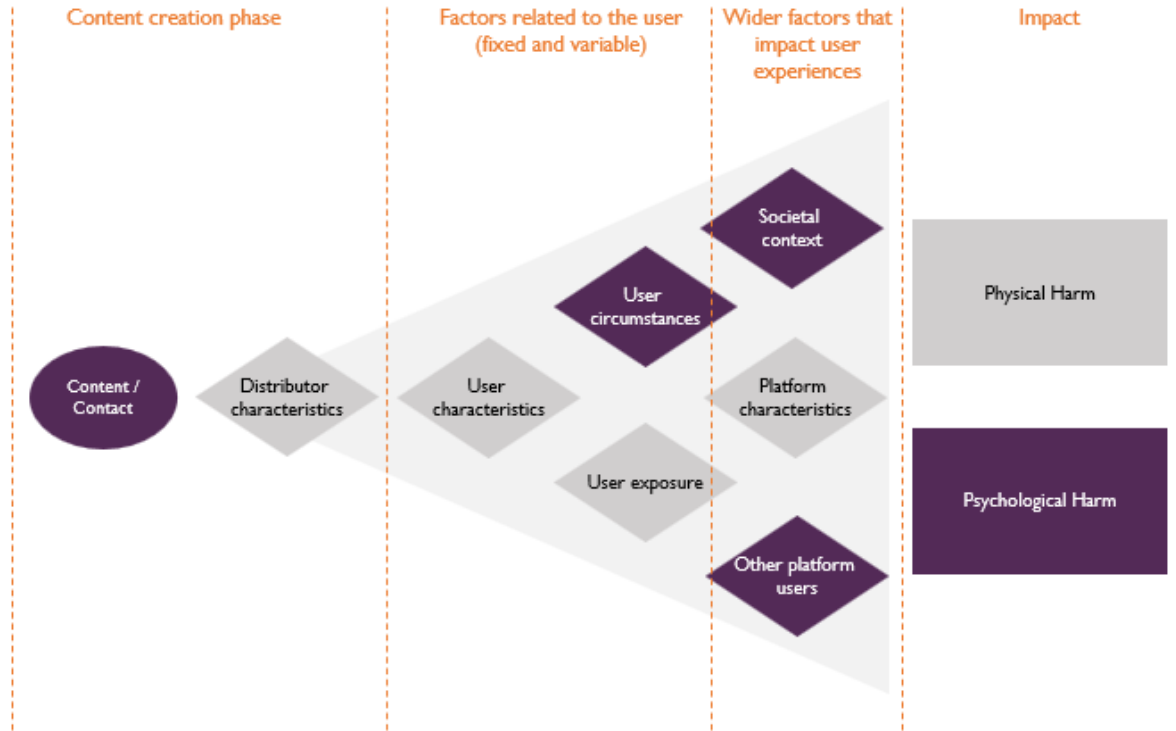 Content creation phase
Factors related to the user
(fixed and variable)
Wider factors that
impact user
experiences
Impact
Societal
context
User
circumstances
Physical Harm
Content /
Contact
Distributor
characteristics
User
characteristics
Platform
characteristics
User exposure
Psychological Harm
Other platform
users